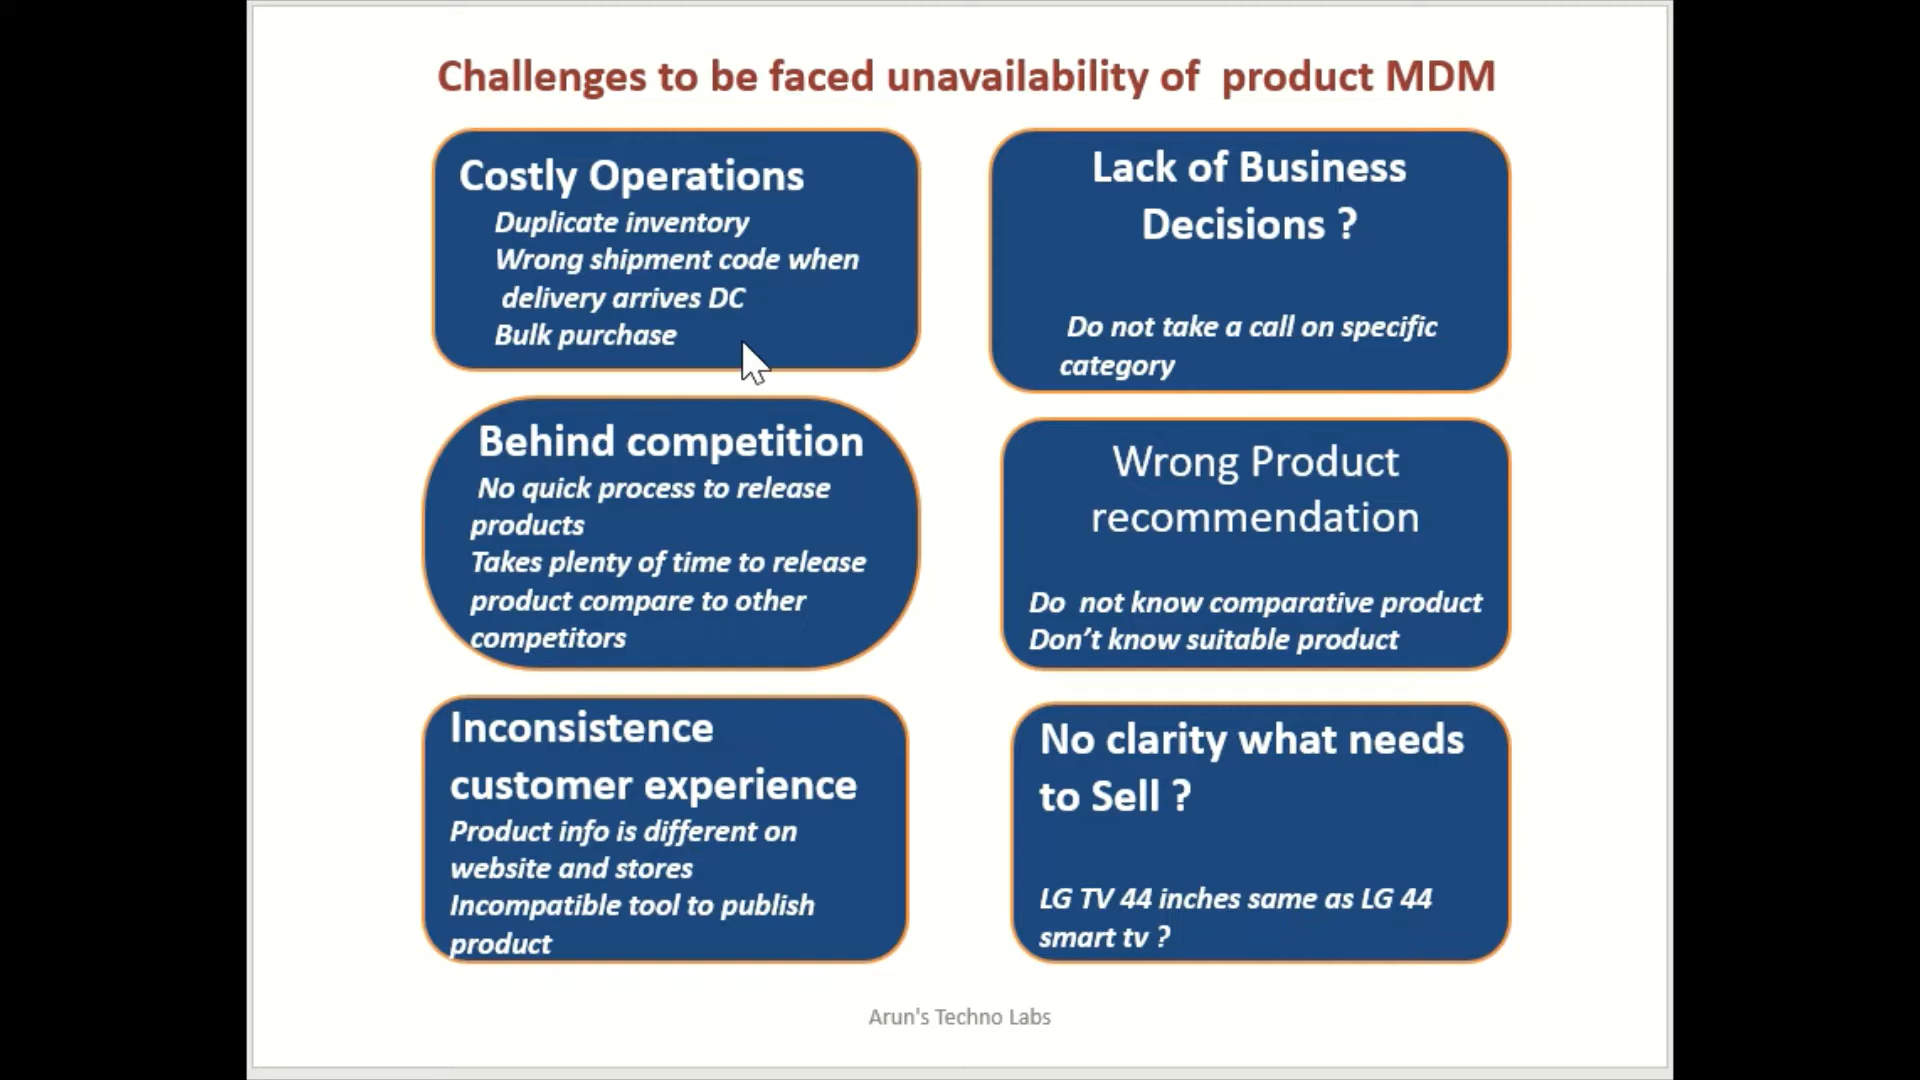 Challenges to be faced unavailability of  product MDM
Costly Operations
Duplicate inventory
Wrong shipment code when
delivery arrives DC
Bulk purchase
Lack of Business
Decisions ?
Do not take a call on specific
category
Behind competition
No quick process to release
products
Takes plenty of time to release
product compare to other
competitors
Wrong Product
recommendation
Do  not know comparative product
Don’t know suitable product
Inconsistence
customer experience
Product info is different on
website and stores
Incompatible tool to publish
product
No clarity what needs
to Sell ?
LG TV 44 inches same as LG 44
smart tv ?
Arun's Techno Labs